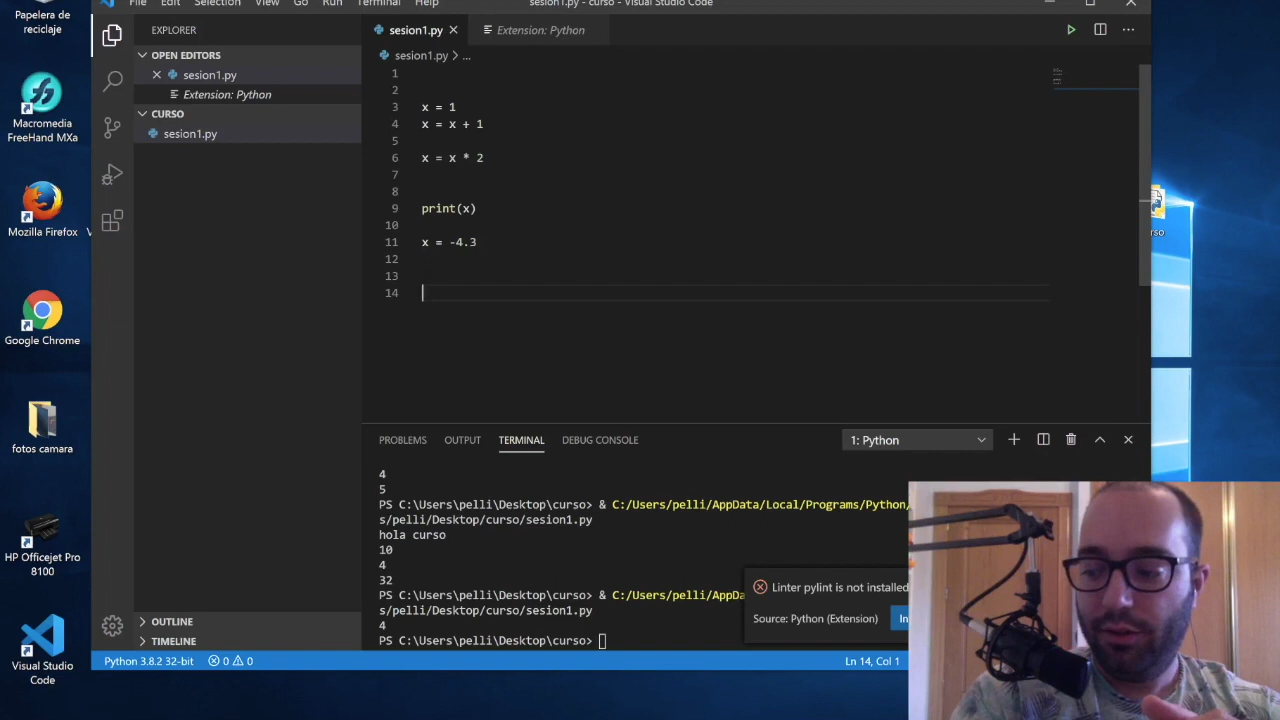 Papelera de
reciclaje
Macromedia
FreeHand MXa
Mozilla Firefox
Google Chrome
fotos camara
HP Officejet Pro
8100
Visual Studio
Code
File Edit Selection View Go Run Terminal Help
sesion1.py - curso - Visual Studio Code
EXPLORER
OPEN EDITORS
sesion1.py
Extension: Python
CURSO
sesion1.py
OUTLINE
TIMELINE
sesion1.py
Extension: Python
sesion1.py > ...
1
2
3 x = 1
4 x = x + 1
5
6 x = x * 2
7
8
9 print(x)
10
11 x = -4.3
12
13
14
PROBLEMS OUTPUT TERMINAL DEBUG CONSOLE
1: Python
4
5
PS C:\Users\pelli\Desktop\curso> & C:/Users/pelli/AppData/Local/Programs/Python/
s/pelli/Desktop/curso/sesion1.py
hola curso
10
4
32
PS C:\Users\pelli\Desktop\curso> & C:/Users/pelli/AppDa
s/pelli/Desktop/curso/sesion1.py
4
PS C:\Users\pelli\Desktop\curso>
Linter pylint is not installed
Source: Python (Extension)
In
Python 3.8.2 32-bit
0 0
Ln 14, Col 1